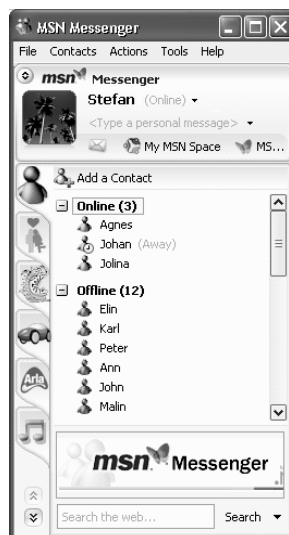 MSN Messenger
File Contacts Actions Tools Help
msn Messenger
Stefan (Online)
<Type a personal message>
My MSN Space MS...
Add a Contact
Online (3)
Agnes
Johan (Away)
Jolina
Offline (12)
Elin
Karl
Peter
Ann
John
Malin
Arla
msn Messenger
Search the web... Search